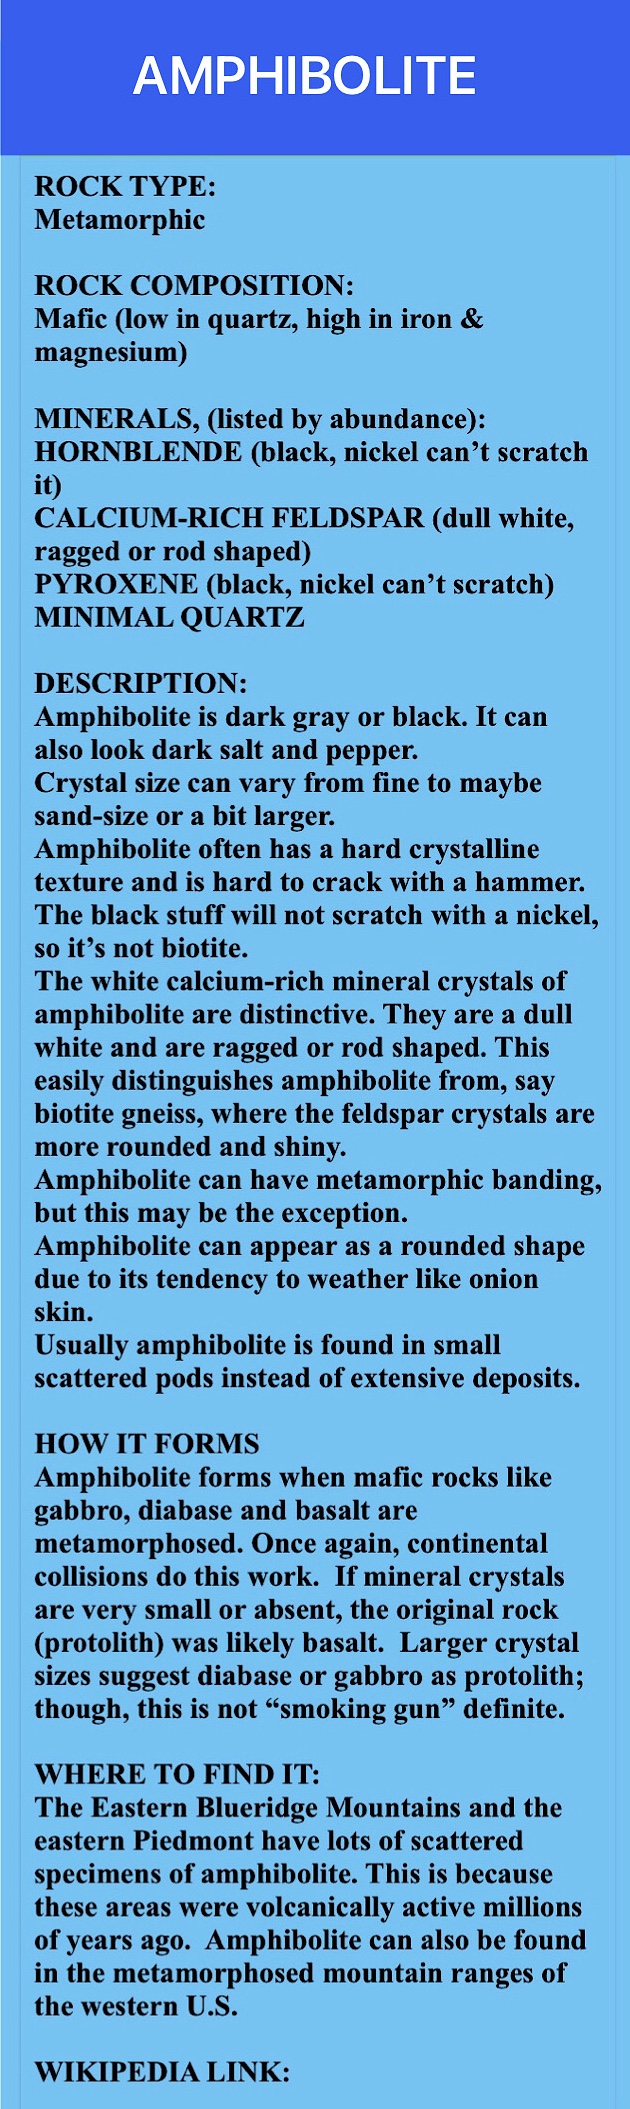 AMPHIBOLITE
ROCK TYPE:
Metamorphic
ROCK COMPOSITION:
Mafic (low in quartz, high in iron &
magnesium)
MINERALS, (listed by abundance):
HORNBLENDE (black, nickel can’t scratch
it)
CALCIUM-RICH FELDSPAR (dull white,
ragged or rod shaped)
PYROXENE (black, nickel can’t scratch)
MINIMAL QUARTZ
DESCRIPTION:
Amphibolite is dark gray or black. It can
also look dark salt and pepper.
Crystal size can vary from fine to maybe
sand-size or a bit larger.
Amphibolite often has a hard crystalline
texture and is hard to crack with a hammer.
The black stuff will not scratch with a nickel,
so it’s not biotite.
The white calcium-rich mineral crystals of
amphibolite are distinctive. They are a dull
white and are ragged or rod shaped. This
easily distinguishes amphibolite from, say
biotite gneiss, where the feldspar crystals are
more rounded and shiny.
Amphibolite can have metamorphic banding,
but this may be the exception.
Amphibolite can appear as a rounded shape
due to its tendency to weather like onion
skin.
Usually amphibolite is found in small
scattered pods instead of extensive deposits.
HOW IT FORMS
Amphibolite forms when mafic rocks like
gabbro, diabase and basalt are
metamorphosed. Once again, continental
collisions do this work.  If mineral crystals
are very small or absent, the original rock
(protolith) was likely basalt.  Larger crystal
sizes suggest diabase or gabbro as protolith;
though, this is not “smoking gun” definite.
WHERE TO FIND IT:
The Eastern Blueridge Mountains and the
eastern Piedmont have lots of scattered
specimens of amphibolite. This is because
these areas were volcanically active millions
of years ago.  Amphibolite can also be found
in the metamorphosed mountain ranges of
the western U.S.
WIKIPEDIA LINK: